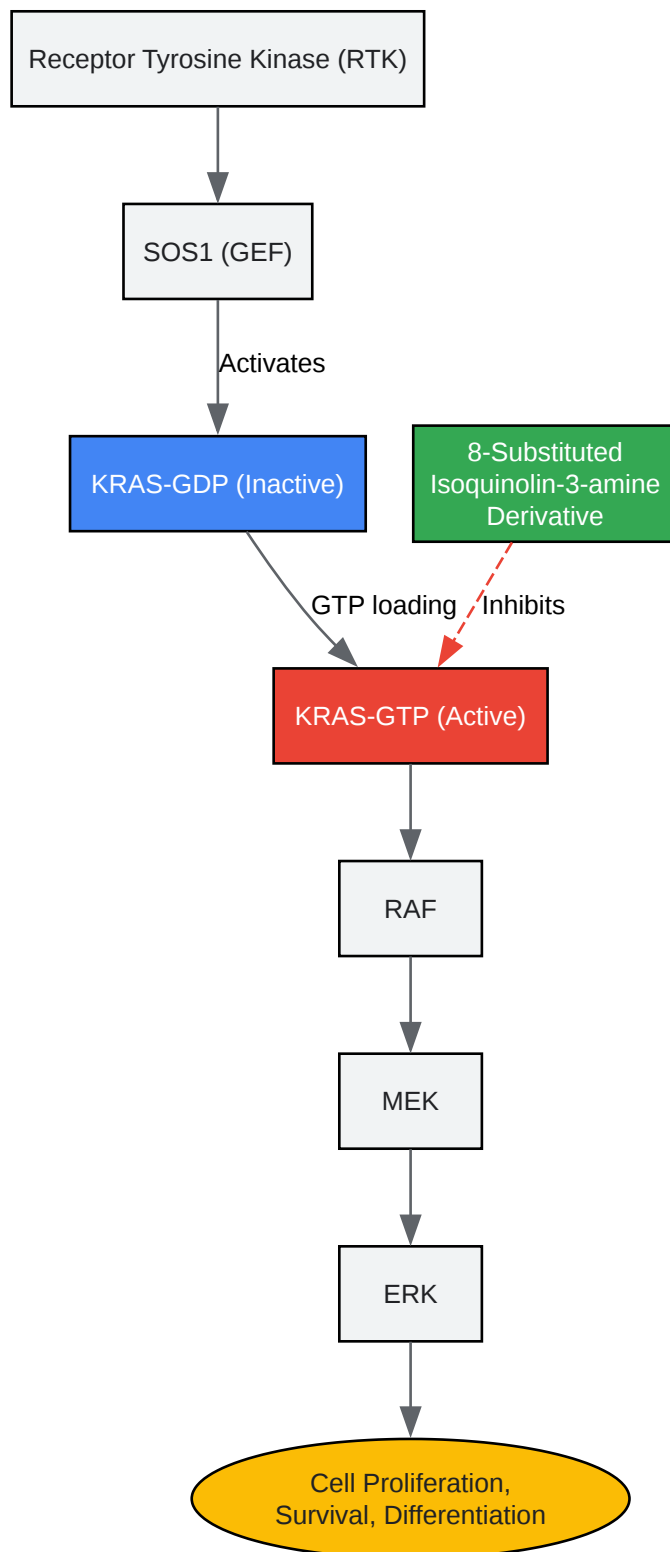 Receptor Tyrosine Kinase (RTK)
SOS1 (GEF)
Activates
KRAS-GDP (Inactive)
8-Substituted
Isoquinolin-3-amine
Derivative
GTP loading
Inhibits
KRAS-GTP (Active)
RAF
MEK
ERK
Cell Proliferation,
Survival, Differentiation